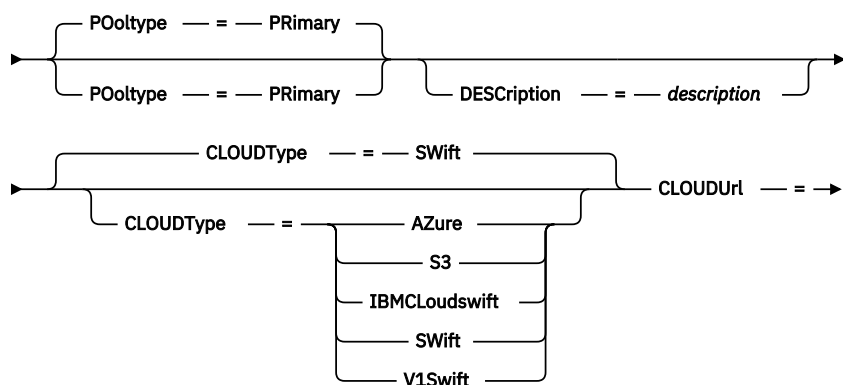 POoltype = PRimary
POoltype = PRimary
DESCription = description
CLOUDType = SWift
CLOUDUrl =
CLOUDType = AZure
S3
IBMCLoudswift
SWift
V1Swift